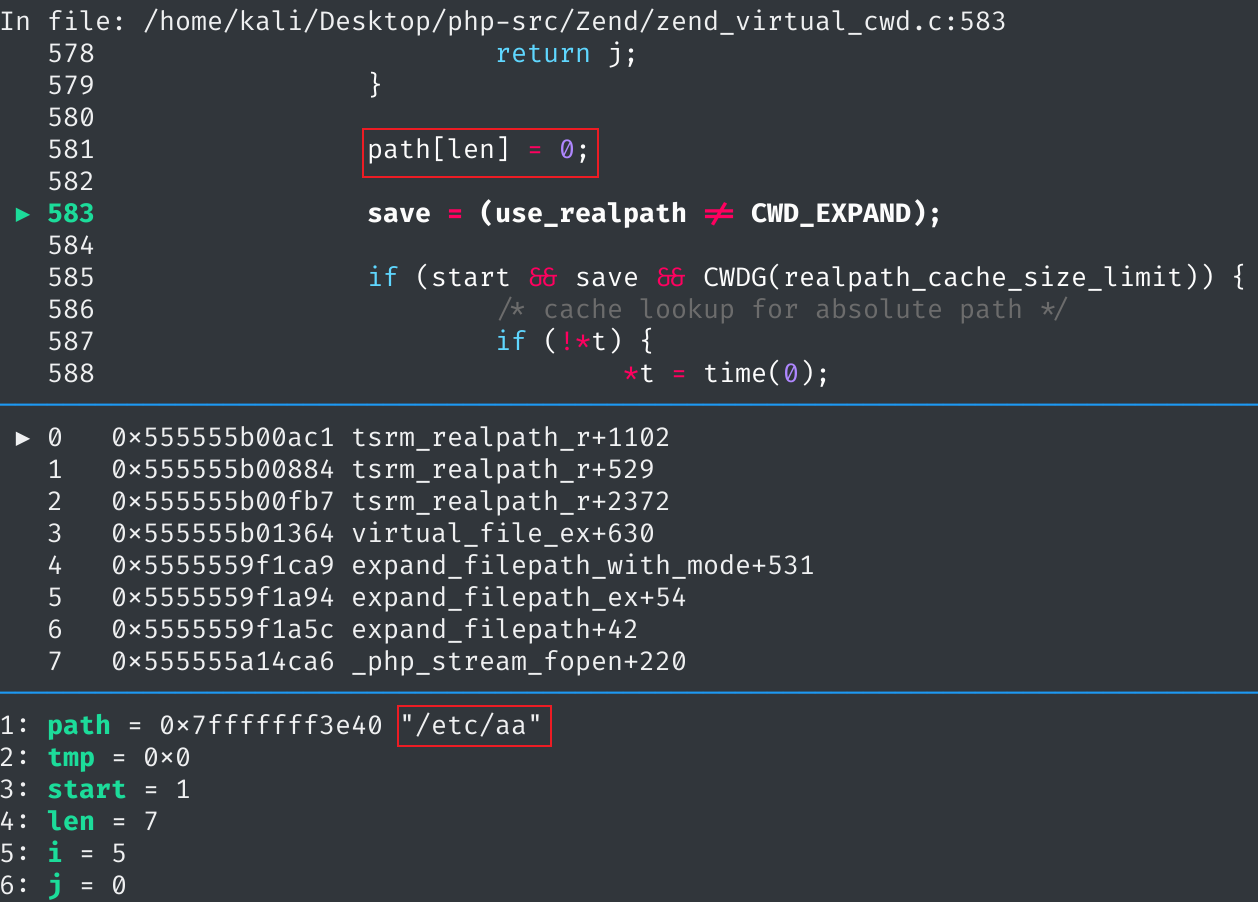 In file: /home/kali/Desktop/php-src/Zend/zend_virtual_cwd.c:583
578 return j;
579 }
580
581 path[len] = 0;
582
► 583 save = (use_realpath ≠ CWD_EXPAND);
584
585 if (start && save && CWDG(realpath_cache_size_limit)) {
586 /* cache lookup for absolute path */
587 if (!*t) {
588 *t = time(0);
► 0 0×555555b00ac1 tsrm_realpath_r+1102
1 0×555555b00884 tsrm_realpath_r+529
2 0×555555b00fb7 tsrm_realpath_r+2372
3 0×555555b01364 virtual_file_ex+630
4 0×5555559f1ca9 expand_filepath_with_mode+531
5 0×5555559f1a94 expand_filepath_ex+54
6 0×5555559f1a5c expand_filepath+42
7 0×555555a14ca6 _php_stream_fopen+220
1: path = 0×7fffffff3e40 "/etc/aa"
2: tmp = 0×0
3: start = 1
4: len = 7
5: i = 5
6: j = 0